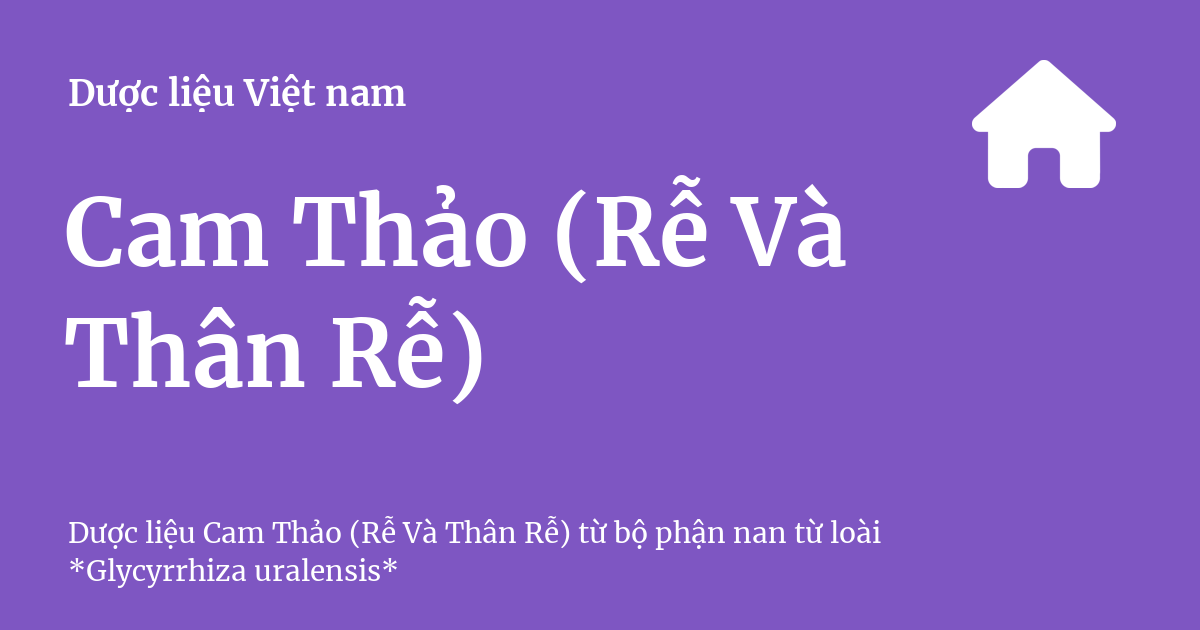 Dược liệu Việt nam
Cam Thảo (Rễ Và
Thân Rễ)
Dược liệu Cam Thảo (Rễ Và Thân Rễ) từ bộ phận nan từ loài
*Glycyrrhiza uralensis*